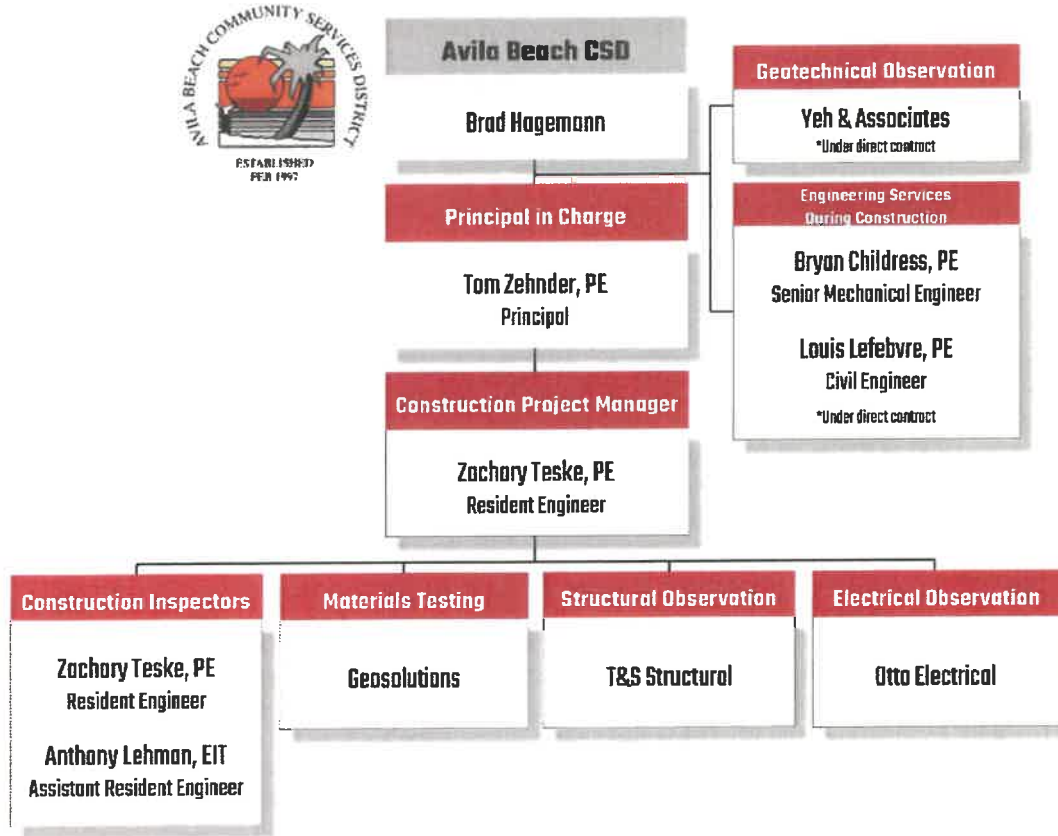 AVILA BEACH COMMUNITY SERVICES DISTRICT
ESTABLISHED
FEB 1997
Avila Beach CSD
Brad Hagemann
Geotechnical Observation
Yeh & Associates
*Under direct contract
Engineering Services
During Construction
Bryan Childress, PE
Senior Mechanical Engineer
Louis Lefebvre, PE
Civil Engineer
*Under direct contract
Principal in Charge
Tom Zehnder, PE
Principal
Construction Project Manager
Zachary Teske, PE
Resident Engineer
Construction Inspectors
Zachary Teske, PE
Resident Engineer
Anthony Lehman, EIT
Assistant Resident Engineer
Materials Testing
Geosolutions
Structural Observation
T&S Structural
Electrical Observation
Otto Electrical